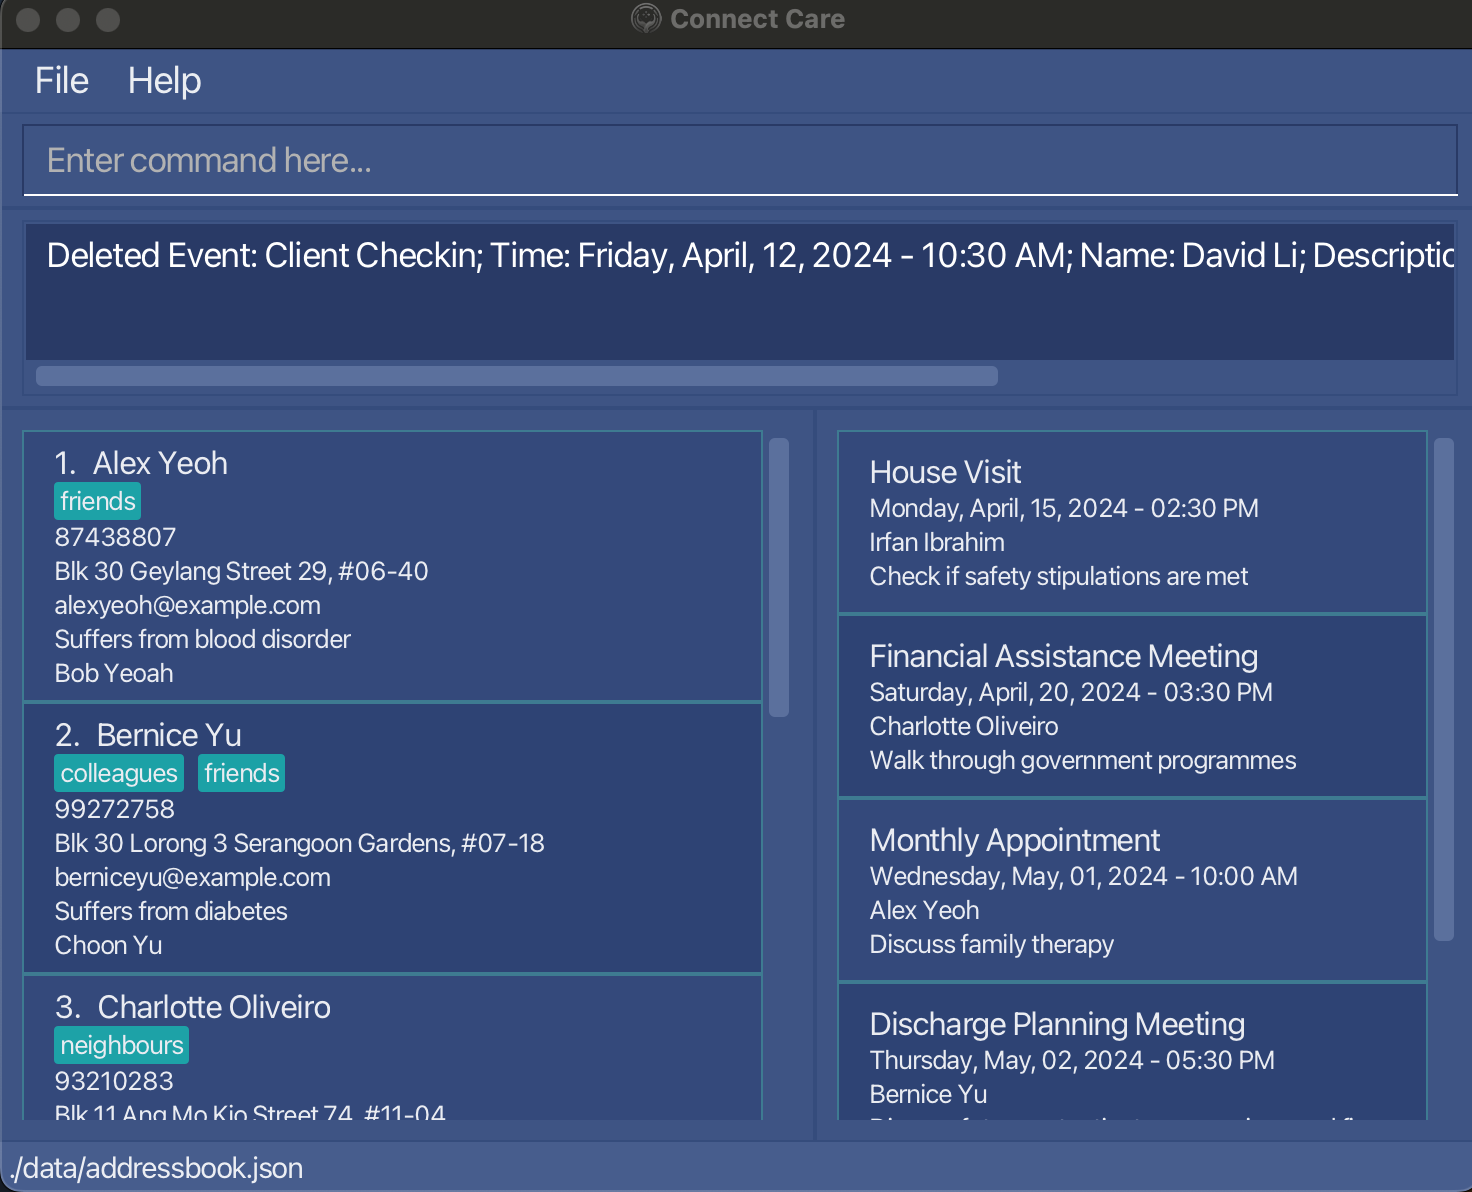 Connect Care
File Help
Enter command here...
Deleted Event: Client Checkin; Time: Friday, April, 12, 2024 - 10:30 AM; Name: David Li; Descriptio
1. Alex Yeoh
friends
87438807
Blk 30 Geylang Street 29, #06-40
alexyeoh@example.com
Suffers from blood disorder
Bob Yeoah
2. Bernice Yu
colleagues friends
99272758
Blk 30 Lorong 3 Serangoon Gardens, #07-18
berniceyu@example.com
Suffers from diabetes
Choon Yu
3. Charlotte Oliveiro
neighbours
93210283
Blk 11 Ang Mo Kio Street 74, #11-04
House Visit
Monday, April, 15, 2024 - 02:30 PM
Irfan Ibrahim
Check if safety stipulations are met
Financial Assistance Meeting
Saturday, April, 20, 2024 - 03:30 PM
Charlotte Oliveiro
Walk through government programmes
Monthly Appointment
Wednesday, May, 01, 2024 - 10:00 AM
Alex Yeoh
Discuss family therapy
Discharge Planning Meeting
Thursday, May, 02, 2024 - 05:30 PM
Bernice Yu
./data/addressbook.json